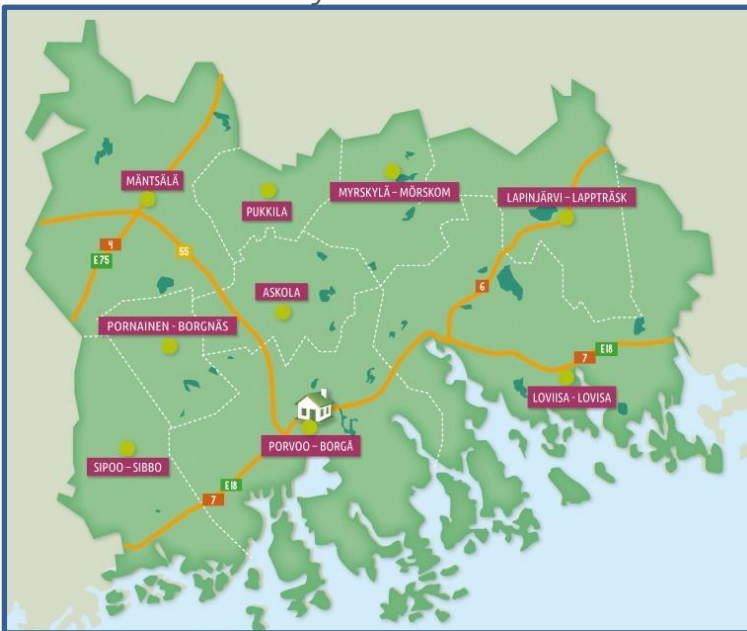 MÄNTSÄLÄ
PUKKILA
MYRSKYLÄ – MÖRSKOM
LAPINJÄRVI – LAPPTRÄSK
4
E75
55
ASKOLA
6
PORNAINEN - BORGNÄS
7
E18
LOVIISA - LOVISA
PORVOO – BORGÅ
SIPOO – SIBBO
E18
7